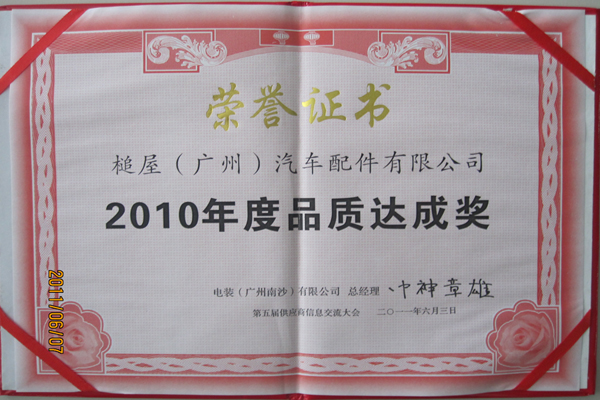 荣誉证书
槌屋（广州）汽车配件有限公司
2010年度品质达成奖
电装（广州南沙）有限公司 总经理 小神章雄
第五届供应商信息交流大会 二〇一一年六月三日
2011/06/07